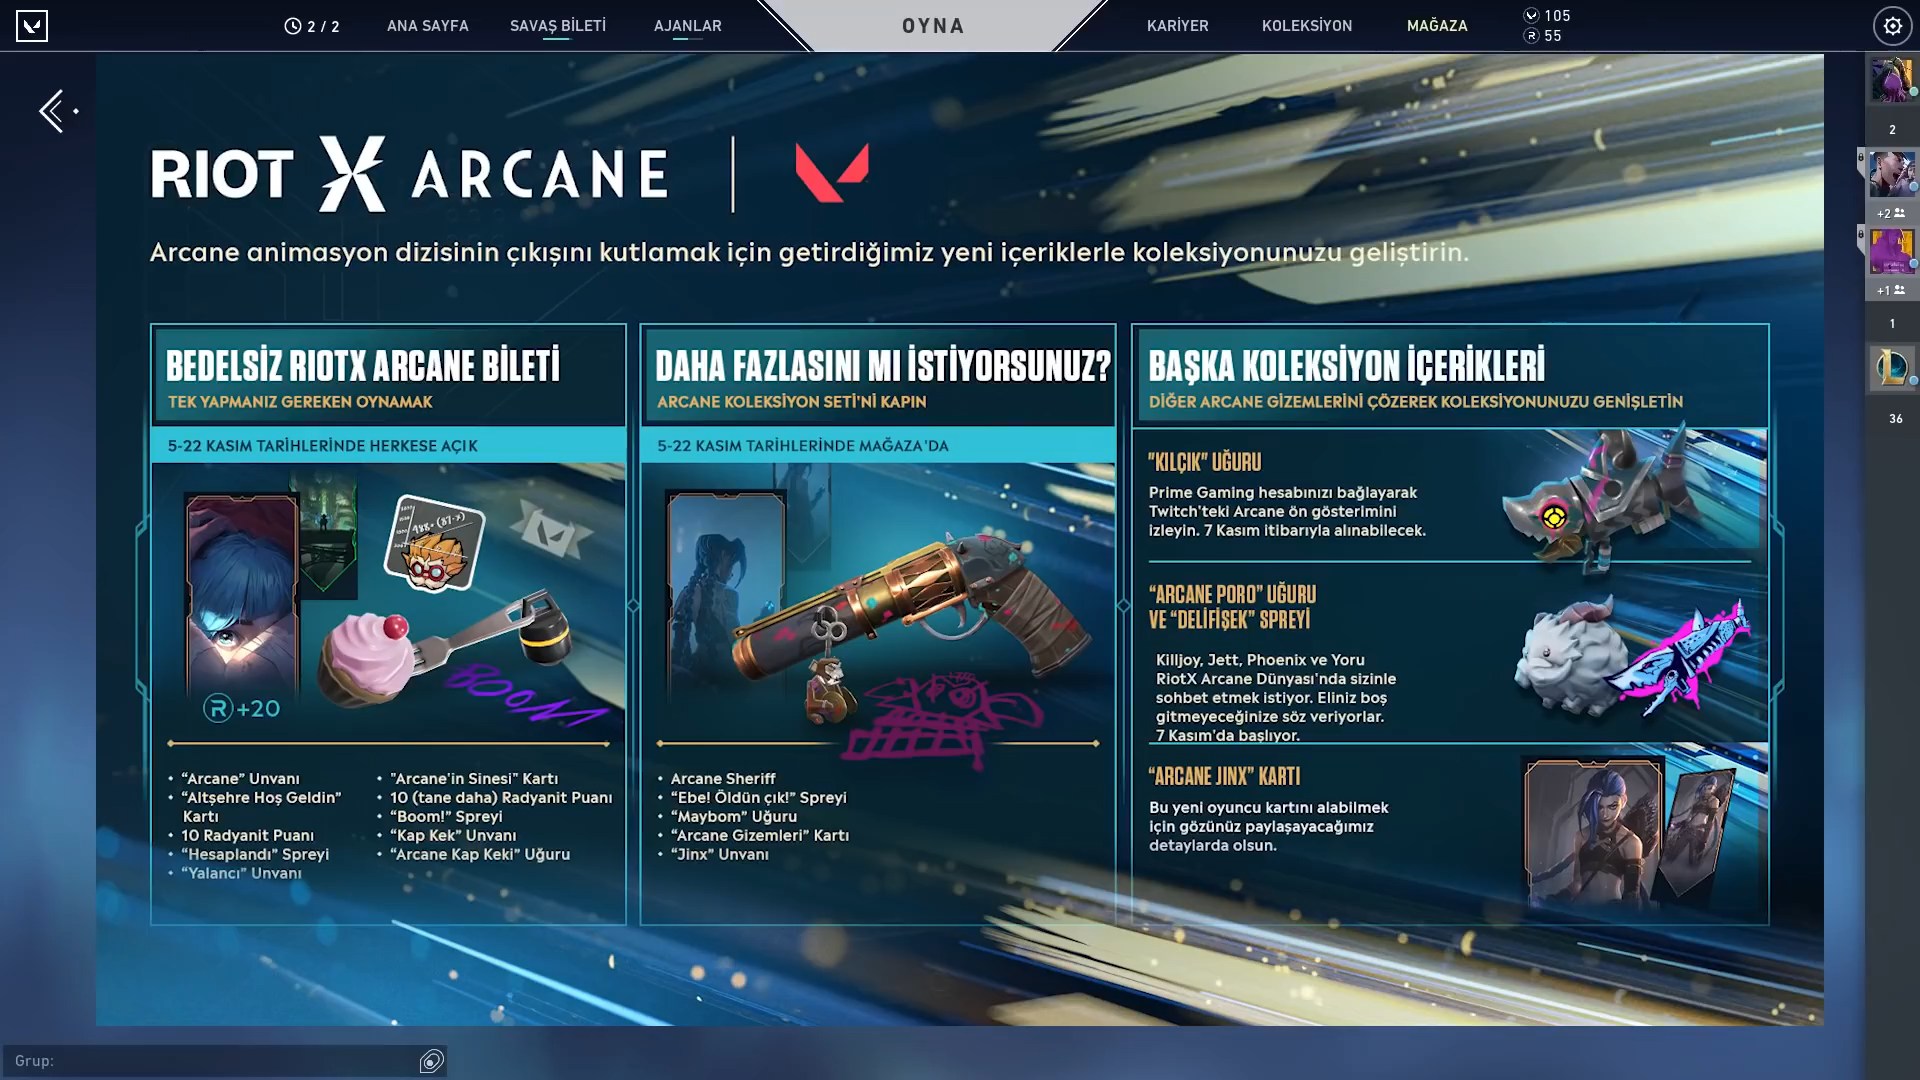 2 / 2
ANA SAYFA
SAVAŞ BİLETİ
AJANLAR
OYNA
KARİYER
KOLEKSİYON
MAĞAZA
105
55
RIOT X ARCANE
Arcane animasyon dizisinin çıkışını kutlamak için getirdiğimiz yeni içeriklerle koleksiyonunuzu geliştirin.
BEDELSİZ RIOTX ARCANE BİLETİ
TEK YAPMANIZ GEREKEN OYNAMAK
5-22 KASIM TARİHLERİNDE HERKESE AÇIK
BOOM
R+20
• “Arcane” Unvanı
• “Altşehre Hoş Geldin”
Kartı
• 10 Radyanit Puanı
• “Hesaplandı” Spreyi
• “Yalancı” Unvanı
• "Arcane'in Sinesi" Kartı
• 10 (tane daha) Radyanit Puanı
• “Boom!” Spreyi
• “Kap Kek” Unvanı
• “Arcane Kap Keki” Uğuru
DAHA FAZLASINI MI İSTİYORSUNUZ?
ARCANE KOLEKSİYON SETİ'Nİ KAPIN
5-22 KASIM TARİHLERİNDE MAĞAZA'DA
• Arcane Sheriff
• “Ebe! Öldün çık!” Spreyi
• “Maybom” Uğuru
• “Arcane Gizemleri” Kartı
• “Jinx” Unvanı
BAŞKA KOLEKSİYON İÇERİKLERİ
DİĞER ARCANE GİZEMLERİNİ ÇÖZEREK KOLEKSİYONUNUZU GENİŞLETİN
"KILÇIK" UĞURU
Prime Gaming hesabınızı bağlayarak
Twitch'teki Arcane ön gösterimini
izleyin. 7 Kasım itibarıyla alınabilecek.
“ARCANE PORO” UĞURU
VE “DELİFİŞEK” SPREYİ
Killjoy, Jett, Phoenix ve Yoru
RiotX Arcane Dünyası'nda sizinle
sohbet etmek istiyor. Eliniz boş
gitmeyeceğinize söz veriyorlar.
7 Kasım'da başlıyor.
“ARCANE JINX” KARTI
Bu yeni oyuncu kartını alabilmek
için gözünüz paylaşayacağımız
detaylarda olsun.
2
+2
+1
1
36
Grup: